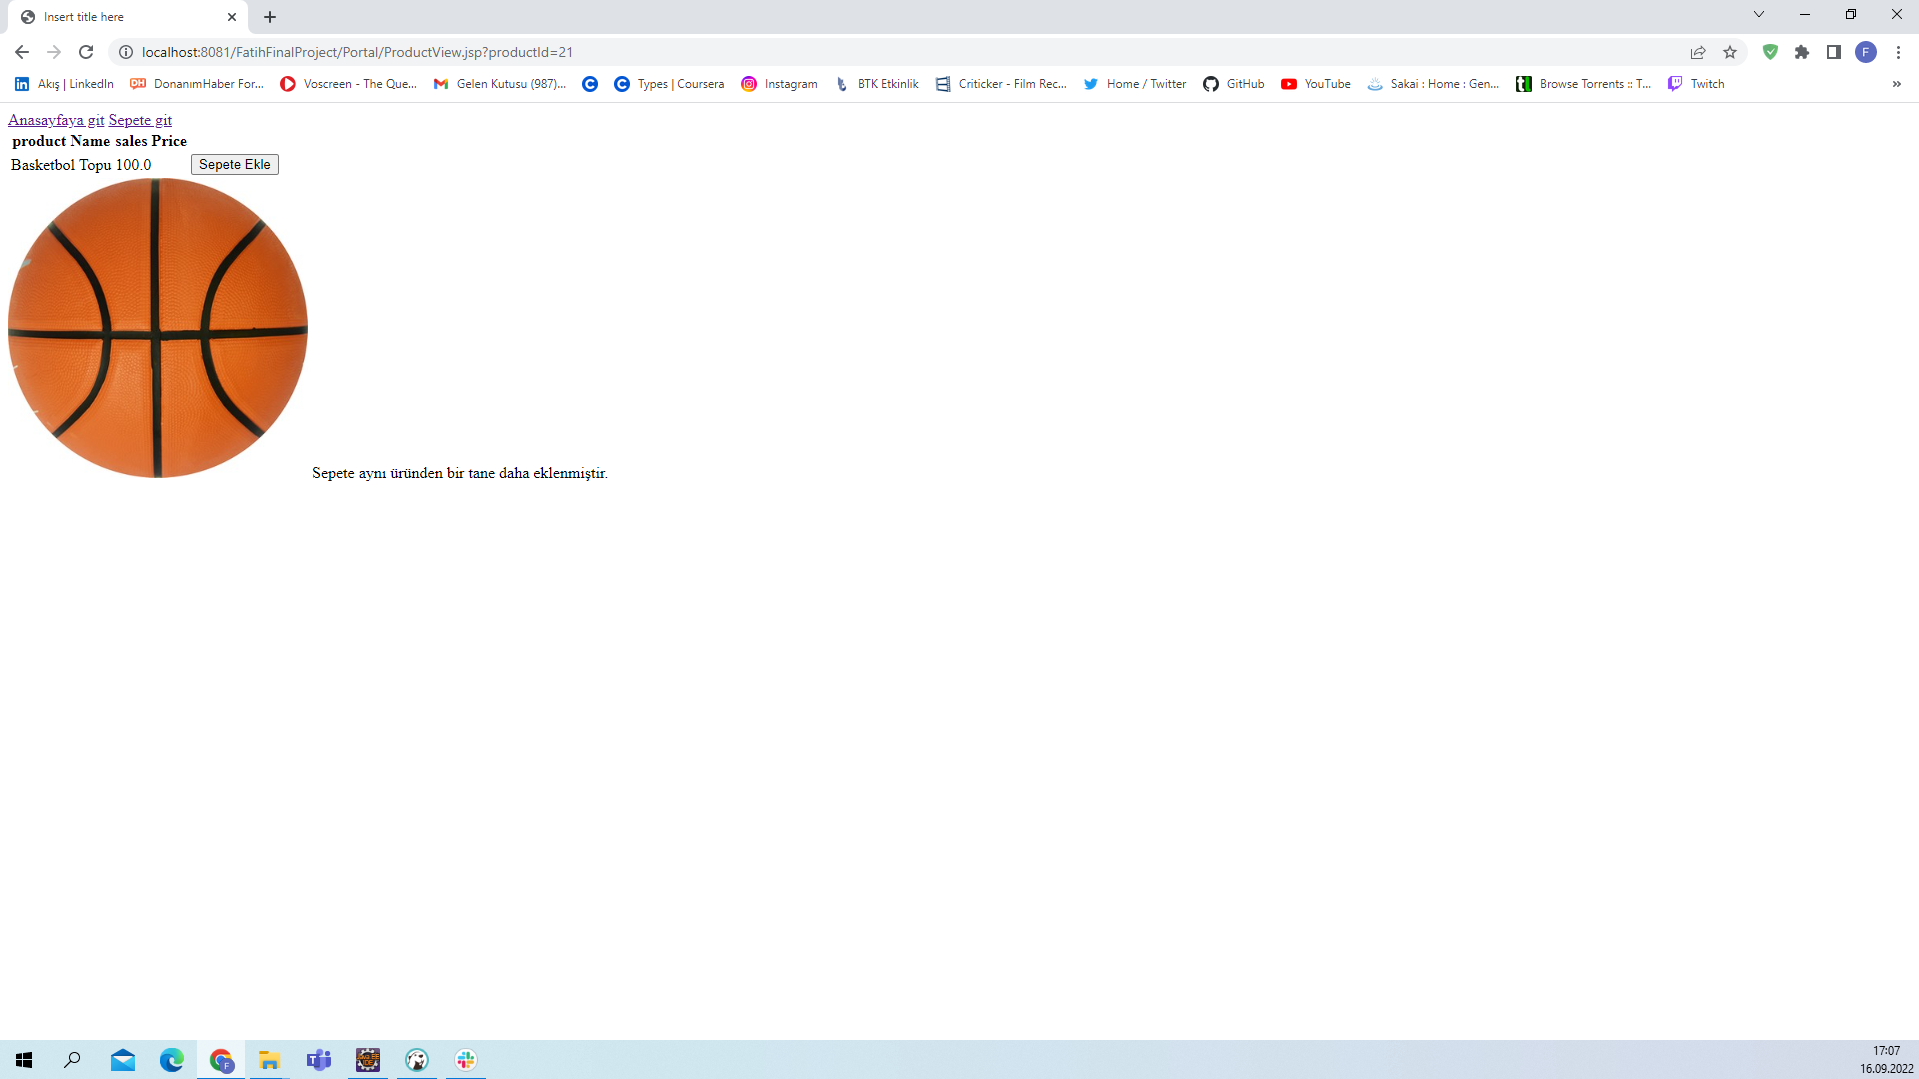 Insert title here
localhost:8081/FatihFinalProject/Portal/ProductView.jsp?productId=21
F
Akış | LinkedIn DonanımHaber For... Voscreen - The Que... Gelen Kutusu (987)... Types | Coursera Instagram BTK Etkinlik Criticker - Film Rec... Home / Twitter GitHub YouTube Sakai : Home : Gen... Browse Torrents :: T... Twitch »
Anasayfaya git Sepete git
product Name sales Price
Basketbol Topu 100.0 Sepete Ekle
Sepete aynı üründen bir tane daha eklenmiştir.
17:07
16.09.2022